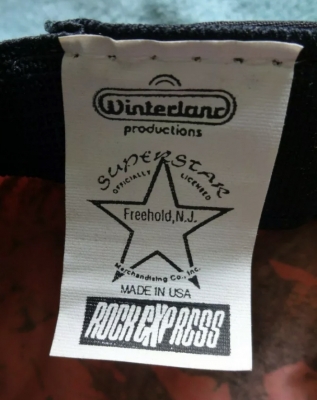 Winterland
productions
SUPERSTAR
OFFICIALLY LICENSED
Freehold, N.J.
Merchandising Co., Inc.
MADE IN USA
ROCK EXPRESS